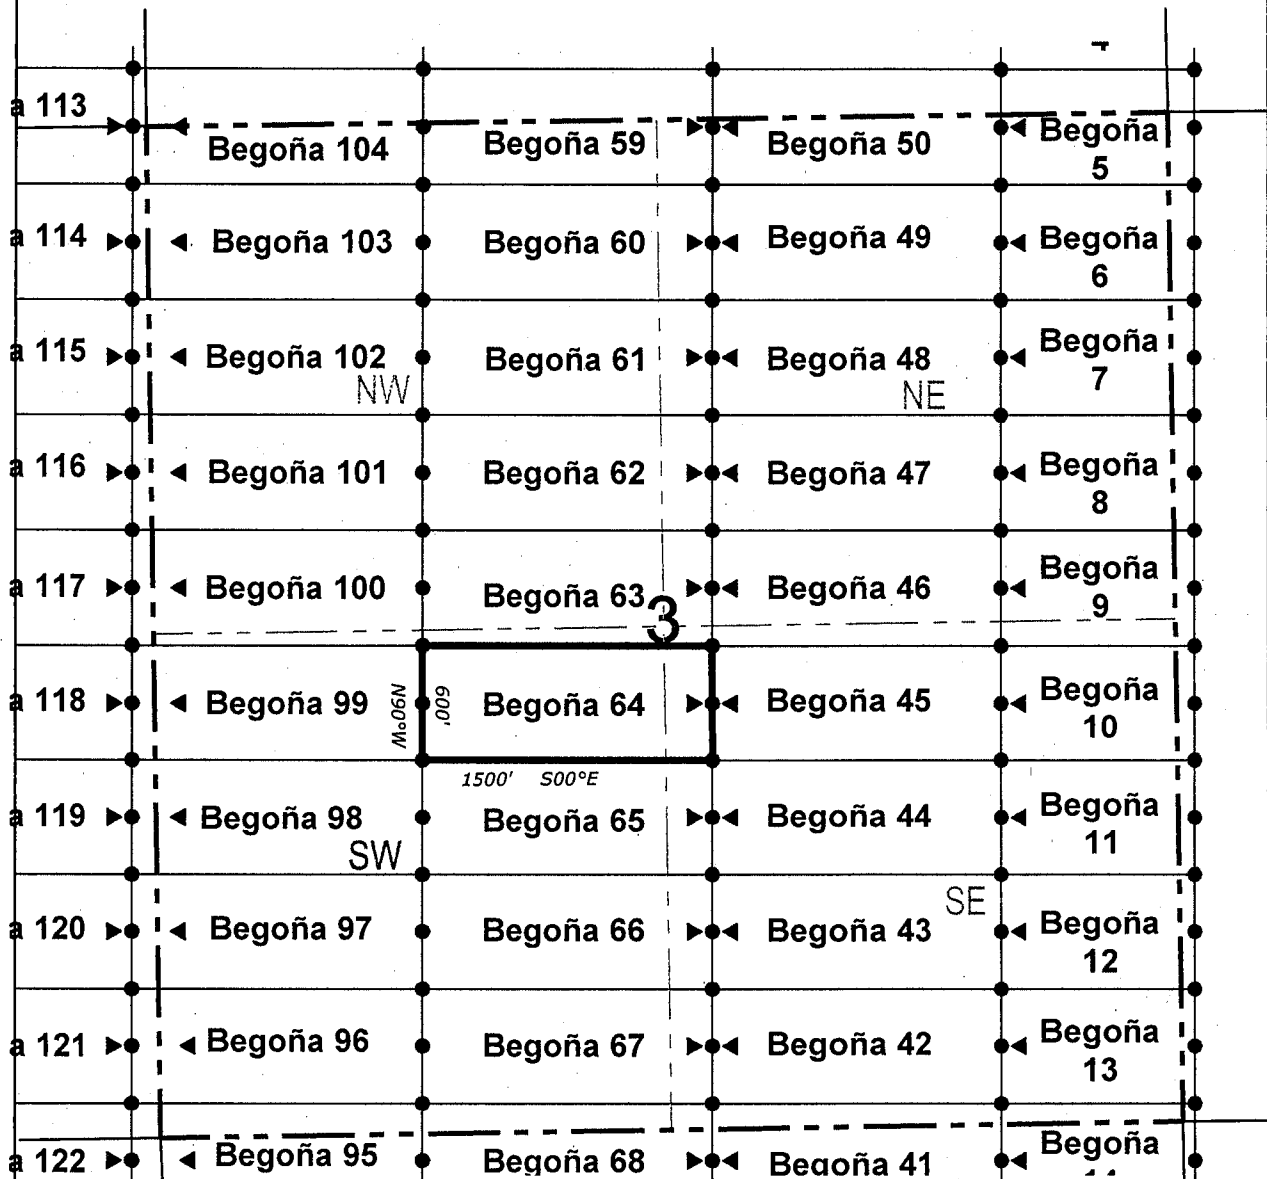 a 113
Begoña 104
Begoña 59
Begoña 50
Begoña
5
a 114
Begoña 103
Begoña 60
Begoña 49
Begoña
6
a 115
Begoña 102
Begoña 61
Begoña 48
Begoña
7
NW
NE
a 116
Begoña 101
Begoña 62
Begoña 47
Begoña
8
a 117
Begoña 100
Begoña 63
Begoña 46
Begoña
9
3
a 118
Begoña 99
N90°W
600'
Begoña 64
Begoña 45
Begoña
10
1500' S00°E
a 119
Begoña 98
Begoña 65
Begoña 44
Begoña
11
SW
SE
a 120
Begoña 97
Begoña 66
Begoña 43
Begoña
12
a 121
Begoña 96
Begoña 67
Begoña 42
Begoña
13
a 122
Begoña 95
Begoña 68
Begoña 41
Begoña